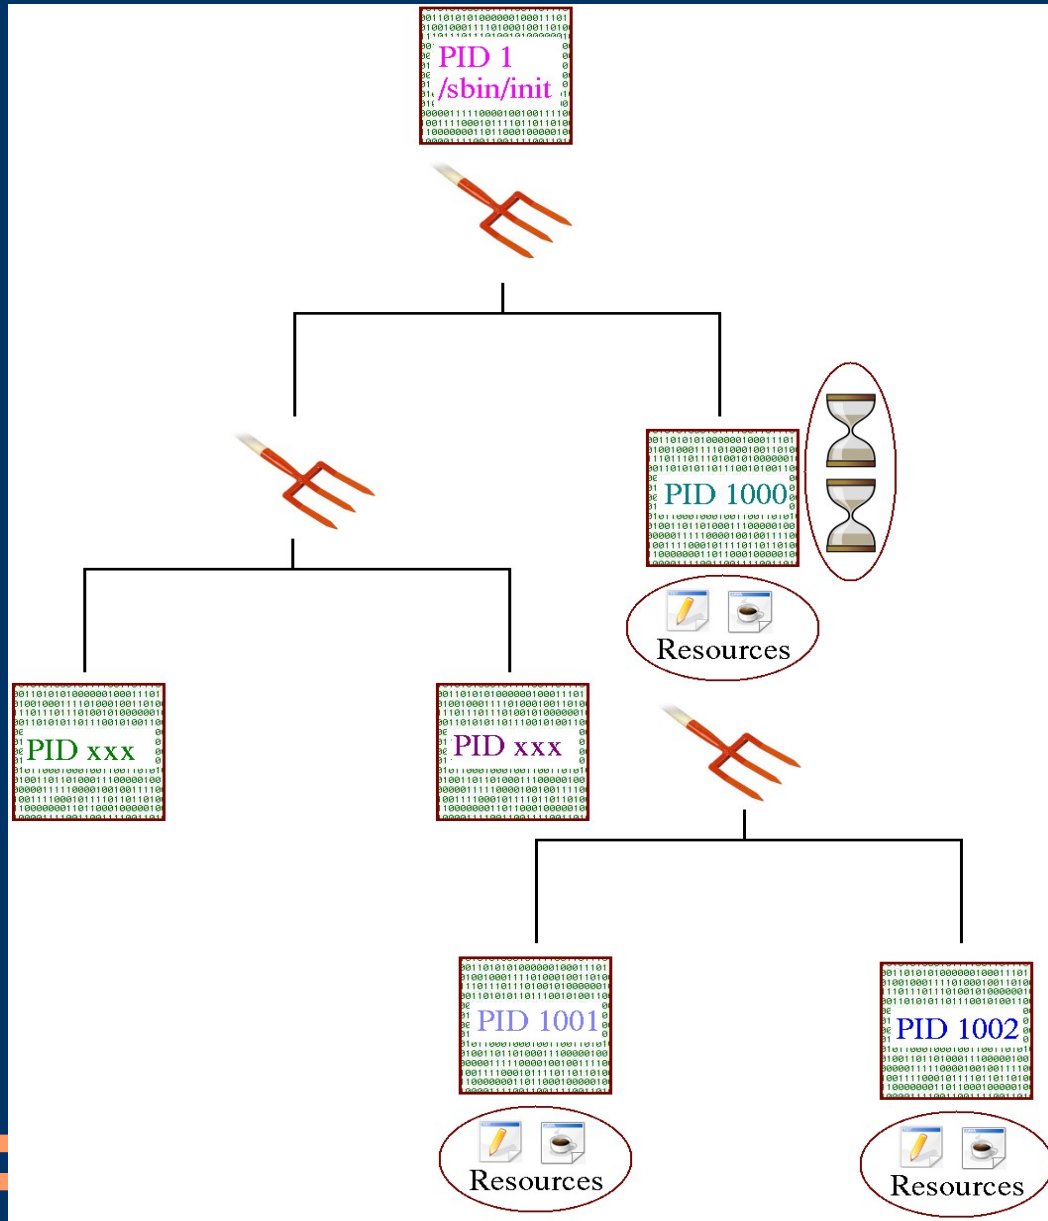 PID 1
/sbin/init
PID 1000
Resources
PID xxx
PID xxx
PID 1001
PID 1002
Resources
Resources